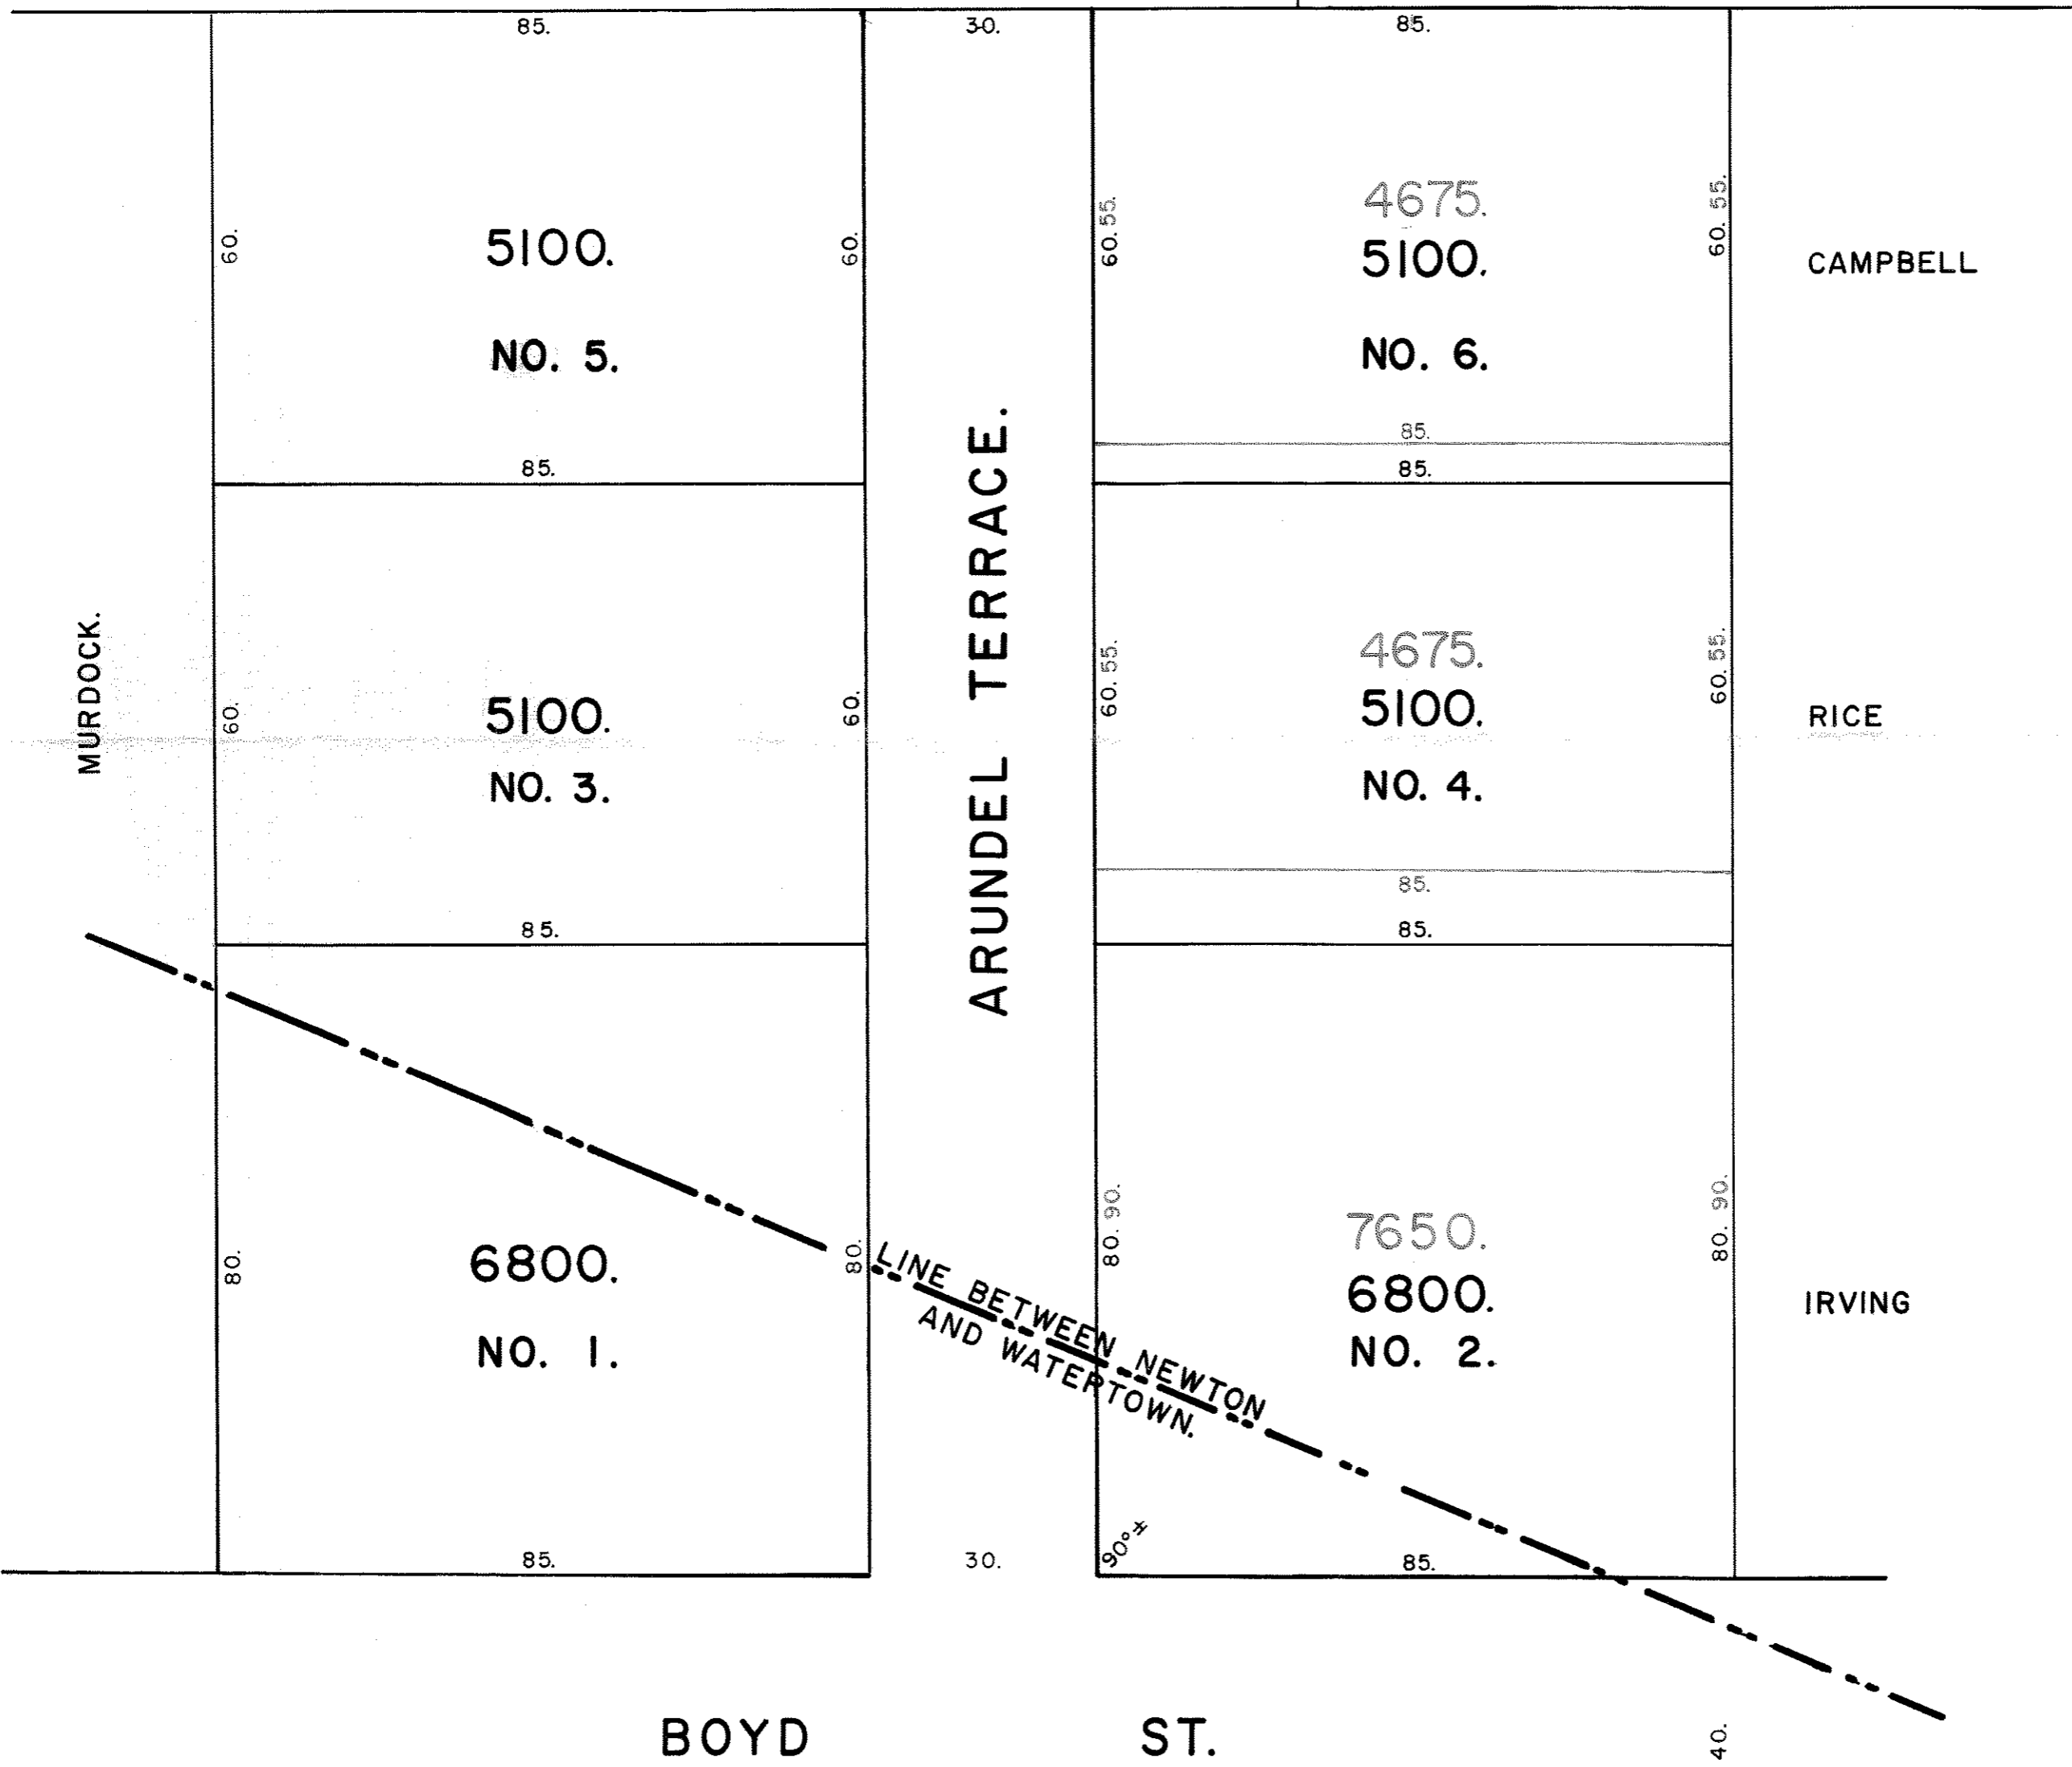 85.
30.
85.
60.
5100.
60.
NO. 5.
85.
60. 55.
4675.
5100.
60. 55.
NO. 6.
85.
85.
CAMPBELL
ARUNDEL TERRACE.
MURDOCK.
60.
5100.
60.
NO. 3.
85.
60. 55.
4675.
5100.
60. 55.
NO. 4.
85.
85.
RICE
80.
6800.
80.
NO. 1.
85.
LINE BETWEEN NEWTON
AND WATERTOWN.
80. 90.
7650.
6800.
80. 90.
NO. 2.
IRVING
90°±
30.
85.
BOYD ST.
40.